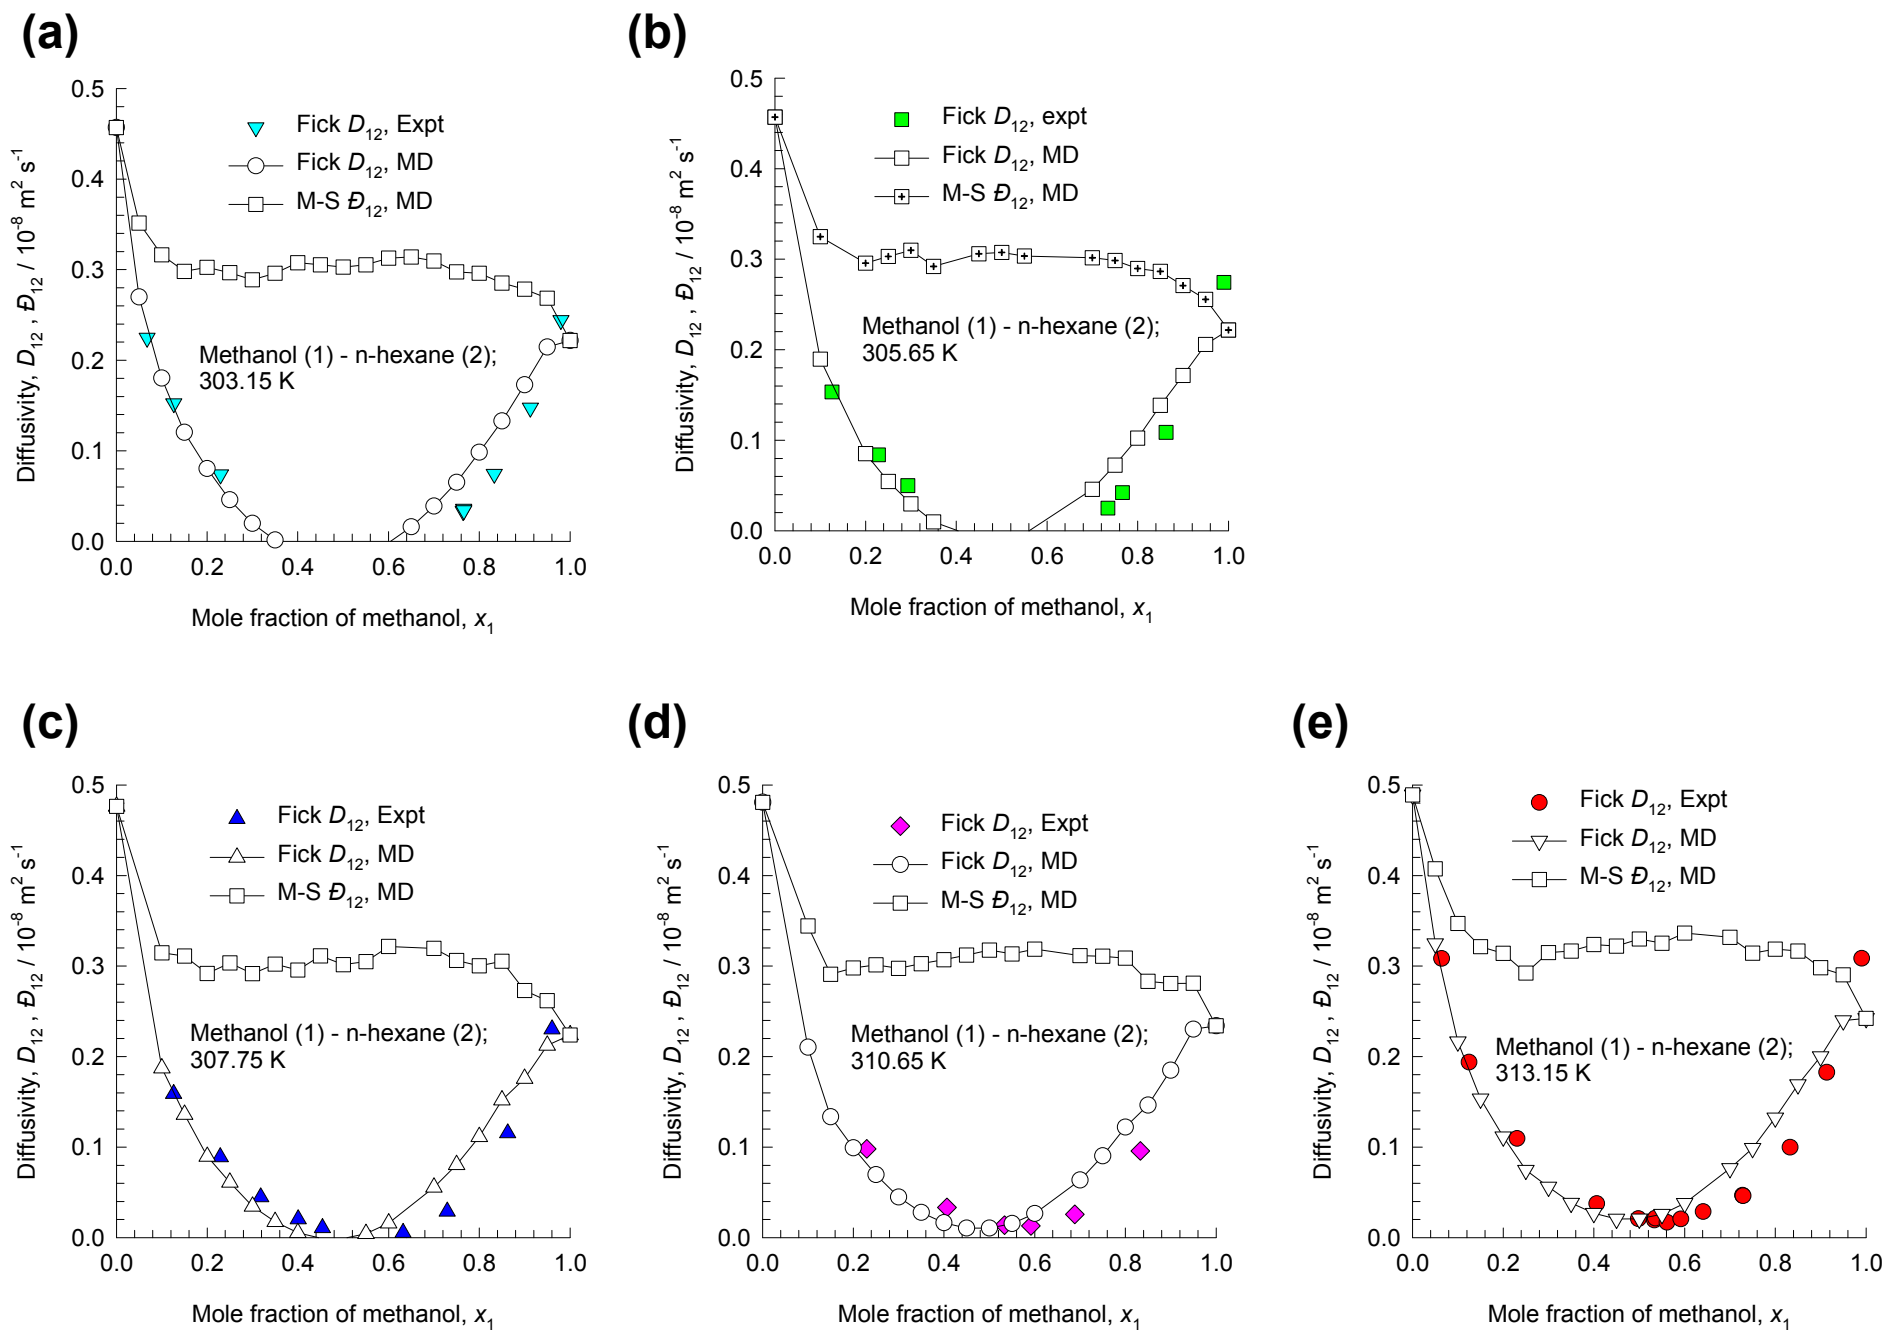 (a)
0.5
0.4
0.3
0.2
0.1
0.0
Diffusivity, D12 , Đ12 / 10-8 m2 s-1
Fick D12, Expt
Fick D12, MD
M-S Đ12, MD
Methanol (1) - n-hexane (2);
303.15 K
0.0 0.2 0.4 0.6 0.8 1.0
Mole fraction of methanol, x1
(b)
0.5
0.4
0.3
0.2
0.1
0.0
Diffusivity, D12 , Đ12 / 10-8 m2 s-1
Fick D12, expt
Fick D12, MD
M-S Đ12, MD
Methanol (1) - n-hexane (2);
305.65 K
0.0 0.2 0.4 0.6 0.8 1.0
Mole fraction of methanol, x1
(c)
0.5
0.4
0.3
0.2
0.1
0.0
Diffusivity, D12 , Đ12 / 10-8 m2 s-1
Fick D12, Expt
Fick D12, MD
M-S Đ12, MD
Methanol (1) - n-hexane (2);
307.75 K
0.0 0.2 0.4 0.6 0.8 1.0
Mole fraction of methanol, x1
(d)
0.5
0.4
0.3
0.2
0.1
0.0
Diffusivity, D12 , Đ12 / 10-8 m2 s-1
Fick D12, Expt
Fick D12, MD
M-S Đ12, MD
Methanol (1) - n-hexane (2);
310.65 K
0.0 0.2 0.4 0.6 0.8 1.0
Mole fraction of methanol, x1
(e)
0.5
0.4
0.3
0.2
0.1
0.0
Diffusivity, D12 , Đ12 / 10-8 m2 s-1
Fick D12, Expt
Fick D12, MD
M-S Đ12, MD
Methanol (1) - n-hexane (2);
313.15 K
0.0 0.2 0.4 0.6 0.8 1.0
Mole fraction of methanol, x1